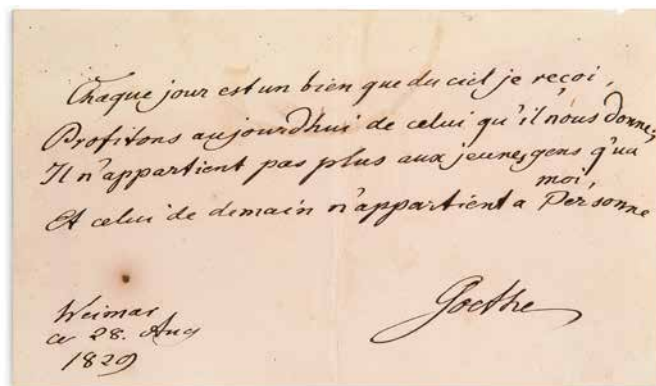 Chaque jour est un bien que du ciel je reçoi,
Profitons aujourdhui de celui qu'il nous donne;
Il n'appartient pas plus aux jeunes gens qu'a
moi,
Et celui de demain n'appartient a Personne
Weimar
ce 28. Aug
1829
Goethe